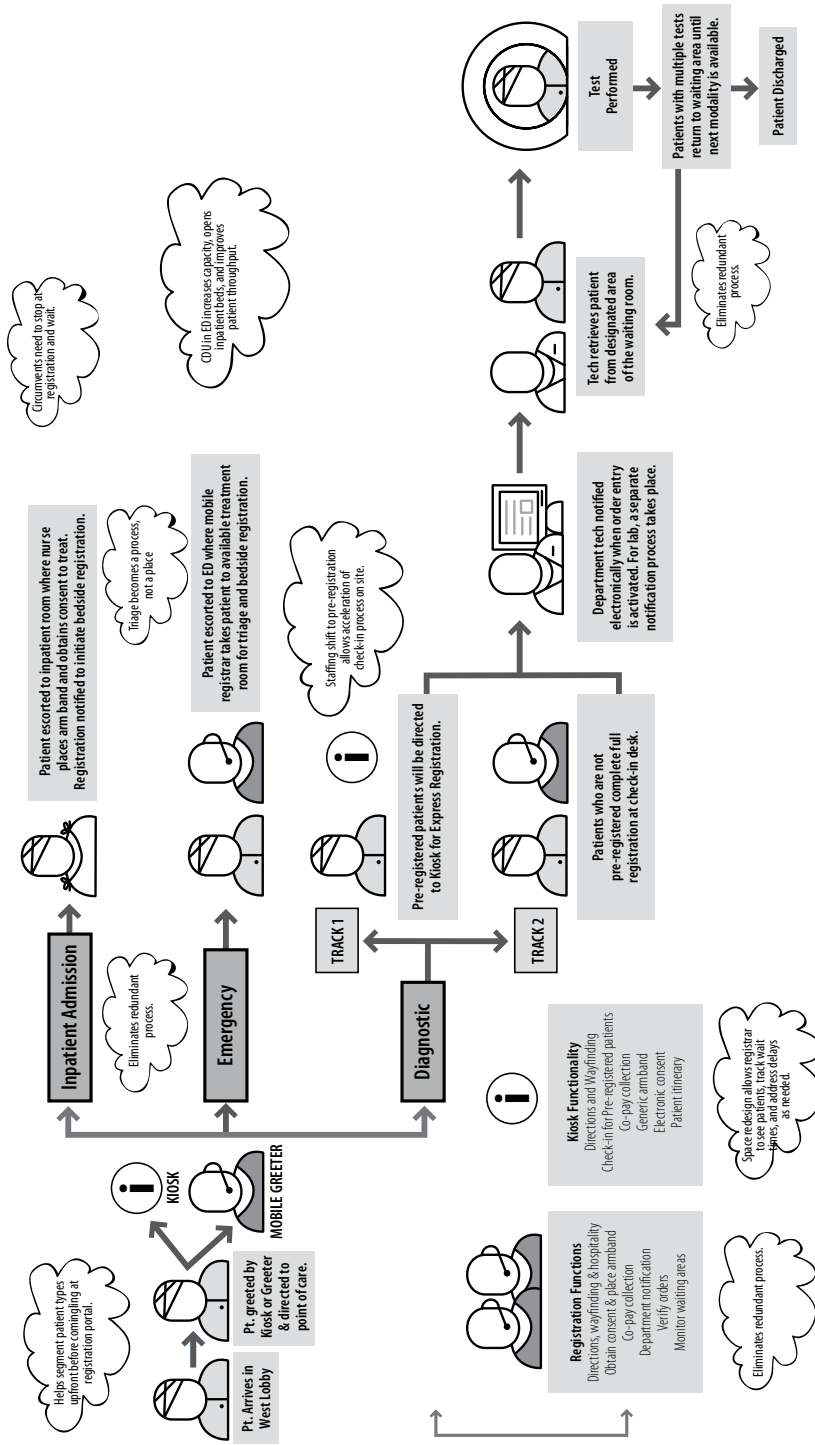 Helps segment patient types
upfront before comingling at
registration portal.
Pt. Arrives in
West Lobby
Pt. greeted by
Kiosk or Greeter
& directed to
point of care.
KIOSK
MOBILE GREETER
Inpatient Admission
Eliminates redundant
process.
Emergency
Diagnostic
Patient escorted to inpatient room where nurse
places arm band and obtains consent to treat.
Registration notified to initiate bedside registration.
Circumvents need to stop at
registration and wait.
Triage becomes a process,
not a place
Patient escorted to ED where mobile
registrar takes patient to available treatment
room for triage and bedside registration.
CDU in ED increases capacity, opens
inpatient beds, and improves
patient throughput.
TRACK 1
Pre-registered patients will be directed
to Kiosk for Express Registration.
Staffing shift to pre-registration
allows acceleration of
check-in process on site.
TRACK 2
Patients who are not
pre-registered complete full
registration at check-in desk.
Department tech notified
electronically when order entry
is activated. For lab, a separate
notification process takes place.
Tech retrieves patient
from designated area
of the waiting room.
Test
Performed
Patients with multiple tests
return to waiting area until
next modality is available.
Patient Discharged
Eliminates redundant
process.
Registration Functions
Directions, wayfinding & hospitality
Obtain consent & place armband
Co-pay collection
Department notification
Verify orders
Monitor waiting areas
Eliminates redundant process.
Kiosk Functionality
Directions and Wayfinding
Check-in for Pre-registered patients
Co-pay collection
Generic armband
Electronic consent
Patient itinerary
Space redesign allows registrar
to see patients, track wait
times, and address delays
as needed.